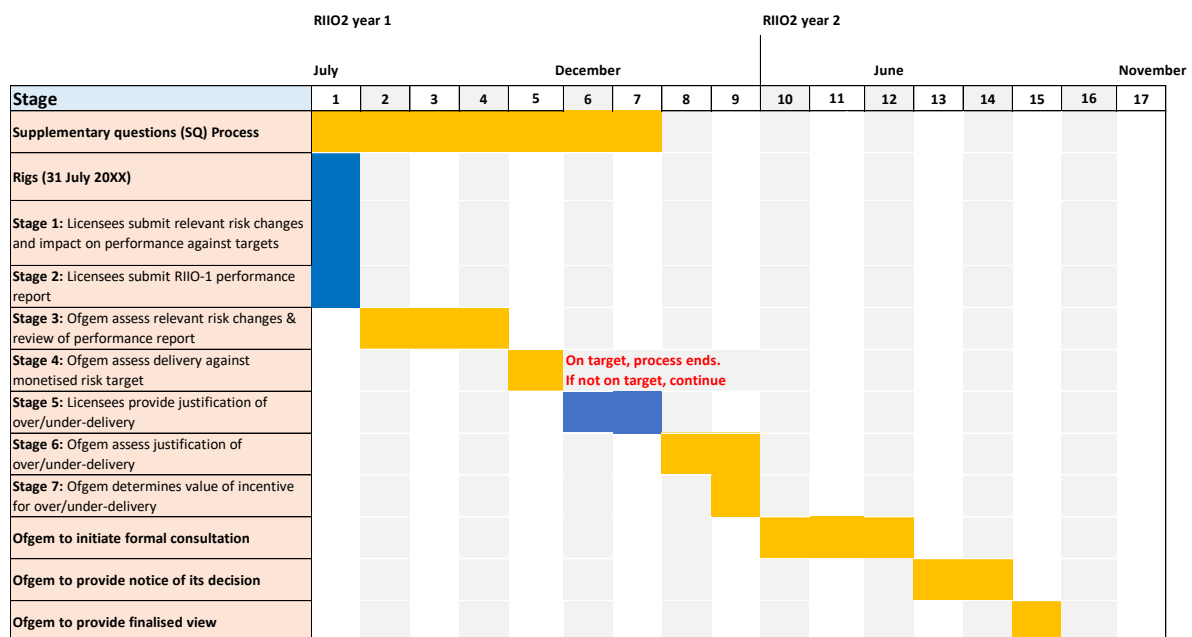 RIIO2 year 1
RIIO2 year 2
July
December
June
November
Stage
1
2
3
4
5
6
7
8
9
10
11
12
13
14
15
16
17
Supplementary questions (SQ) Process
Rigs (31 July 20XX)
Stage 1: Licensees submit relevant risk changes
and impact on performance against targets
Stage 2: Licensees submit RIIO-1 performance
report
Stage 3: Ofgem assess relevant risk changes &
review of performance report
Stage 4: Ofgem assess delivery against
monetised risk target
On target, process ends.
If not on target, continue
Stage 5: Licensees provide justification of
over/under-delivery
Stage 6: Ofgem assess justification of
over/under-delivery
Stage 7: Ofgem determines value of incentive
for over/under-delivery
Ofgem to initiate formal consultation
Ofgem to provide notice of its decision
Ofgem to provide finalised view